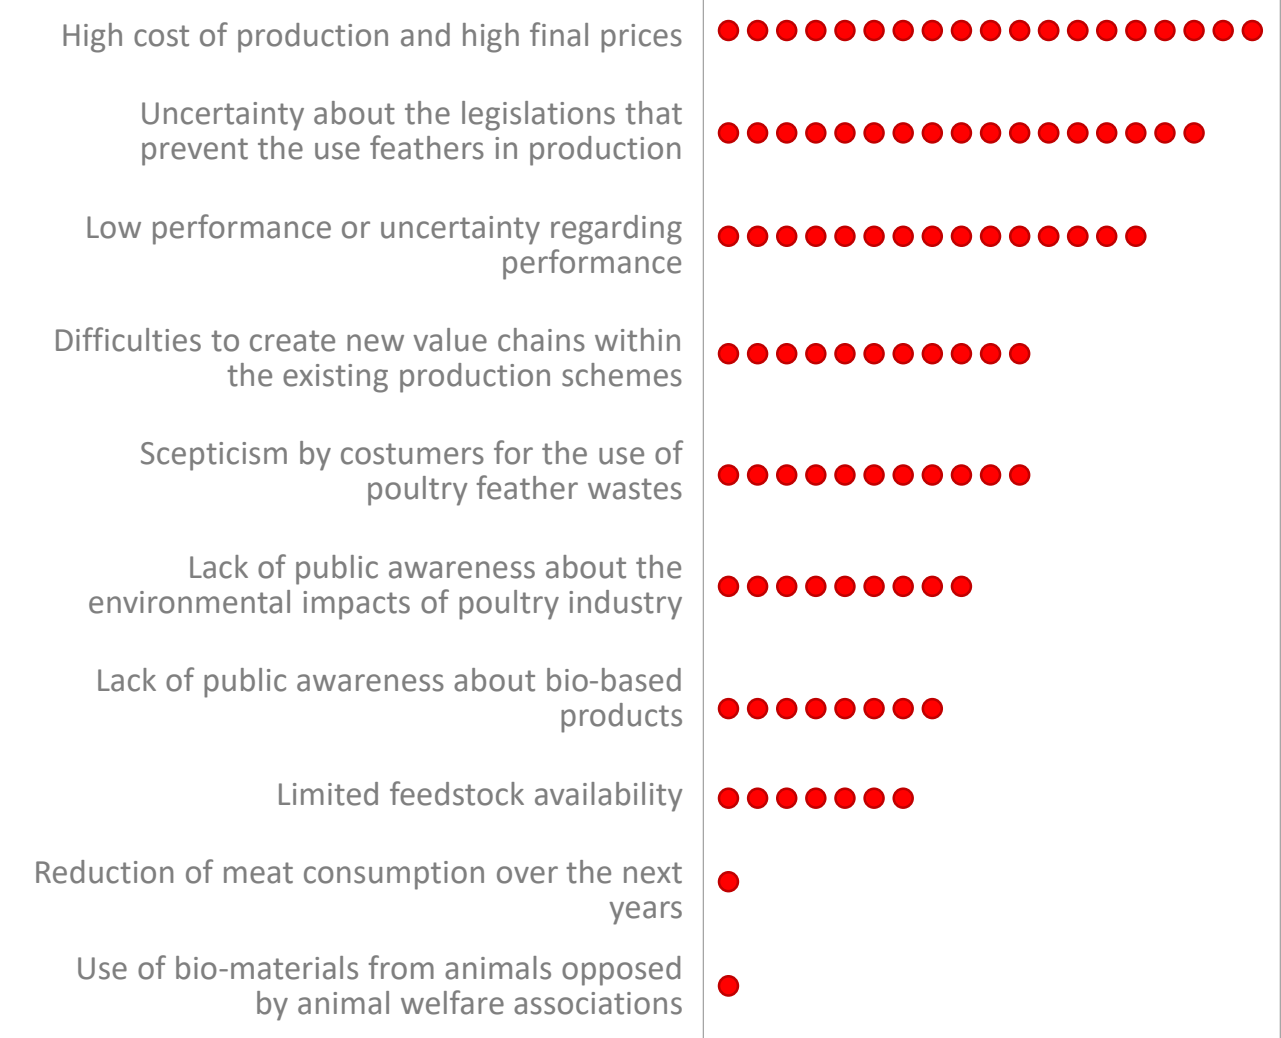 High cost of production and high final prices
Uncertainty about the legislations that
prevent the use feathers in production
Low performance or uncertainty regarding
performance
Difficulties to create new value chains within
the existing production schemes
Scepticism by costumers for the use of
poultry feather wastes
Lack of public awareness about the
environmental impacts of poultry industry
Lack of public awareness about bio-based
products
Limited feedstock availability
Reduction of meat consumption over the next
years
Use of bio-materials from animals opposed
by animal welfare associations